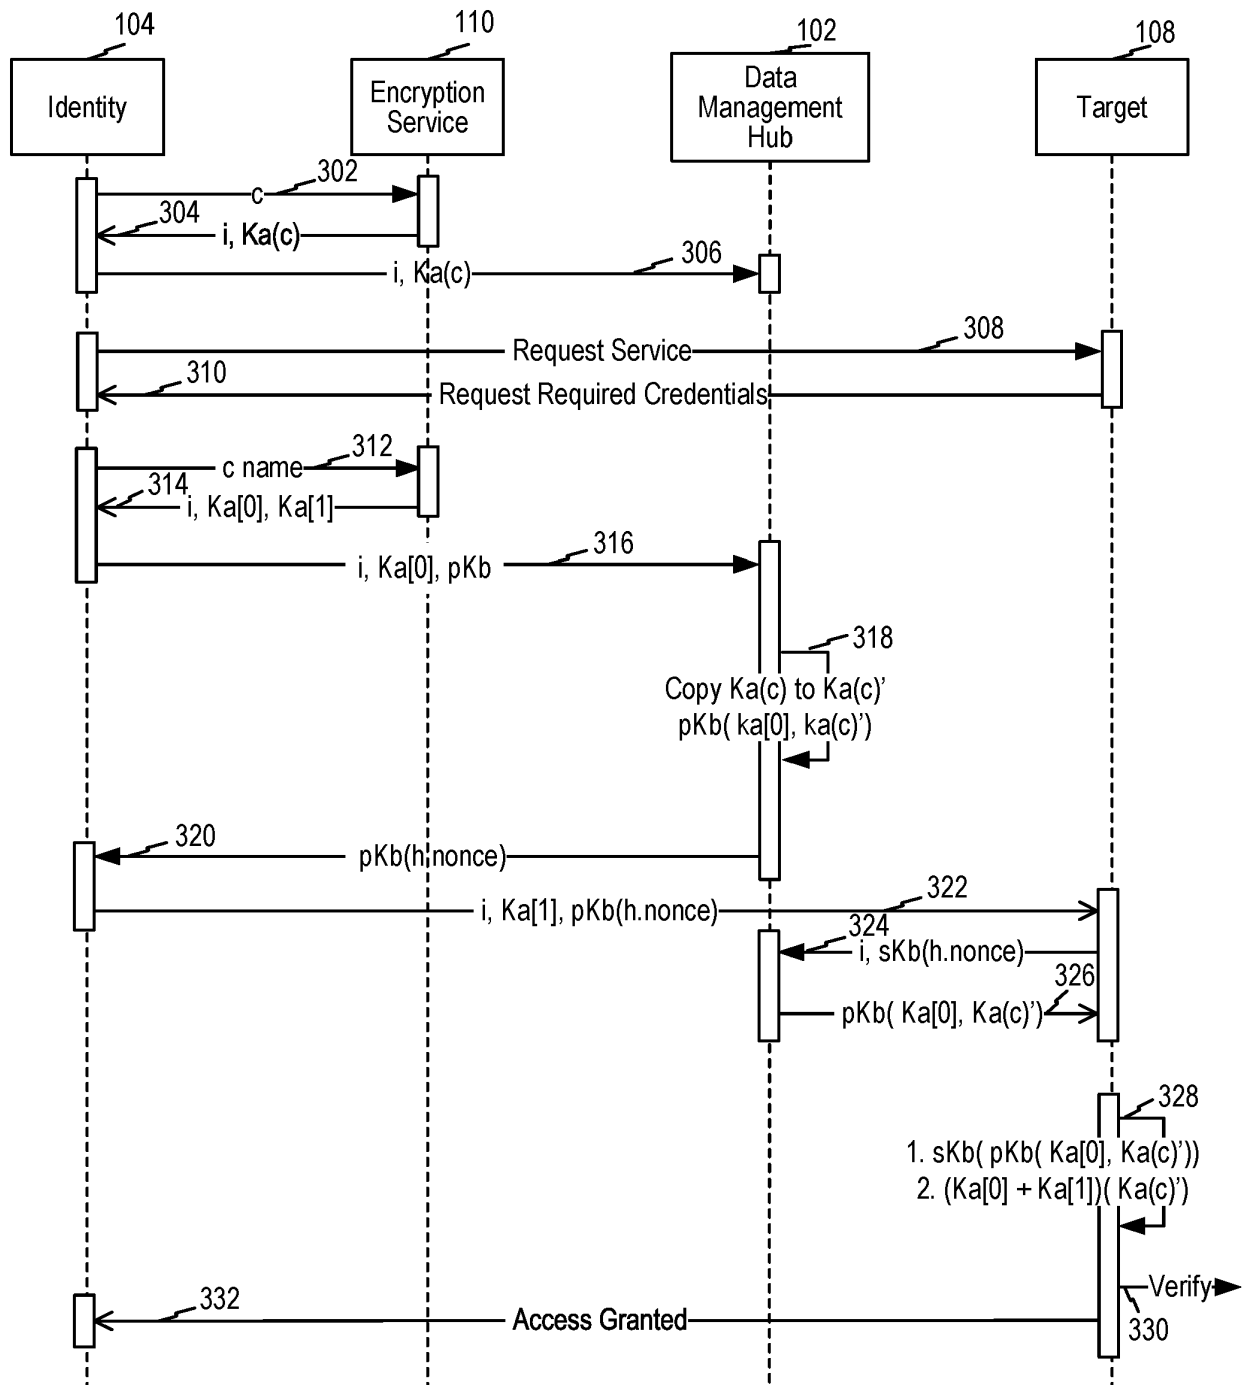 104
110
102
108
Identity
Encryption
Service
Data
Management
Hub
Target
302
c
304
i, Ka(c)
306
i, Ka(c)
308
Request Service
310
Request Required Credentials
312
c name
314
i, Ka[0], Ka[1]
316
i, Ka[0], pKb
318
Copy Ka(c) to Ka(c)’
pKb( ka[0], ka(c)’)
320
pKb(h.nonce)
322
i, Ka[1], pKb(h.nonce)
324
i, sKb(h.nonce)
326
pKb( Ka[0], Ka(c)’)
328
1. sKb( pKb( Ka[0], Ka(c)’))
2. (Ka[0] + Ka[1])( Ka(c)’)
Verify
330
332
Access Granted